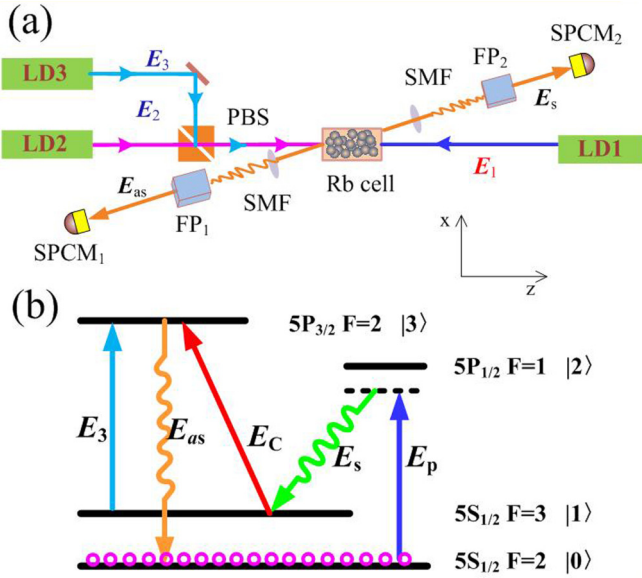 (a)
SPCM₂
LD3
E₃
SMF
FP₂
Eₛ
E₂
PBS
LD2
LD1
E₁
Rb cell
Eₐₛ
FP₁
SMF
SPCM₁
x
z
(b)
5P₃/₂ F=2 |3⟩
5P₁/₂ F=1 |2⟩
E₃
Eₐₛ
E_C
Eₛ
Eₚ
5S₁/₂ F=3 |1⟩
5S₁/₂ F=2 |0⟩